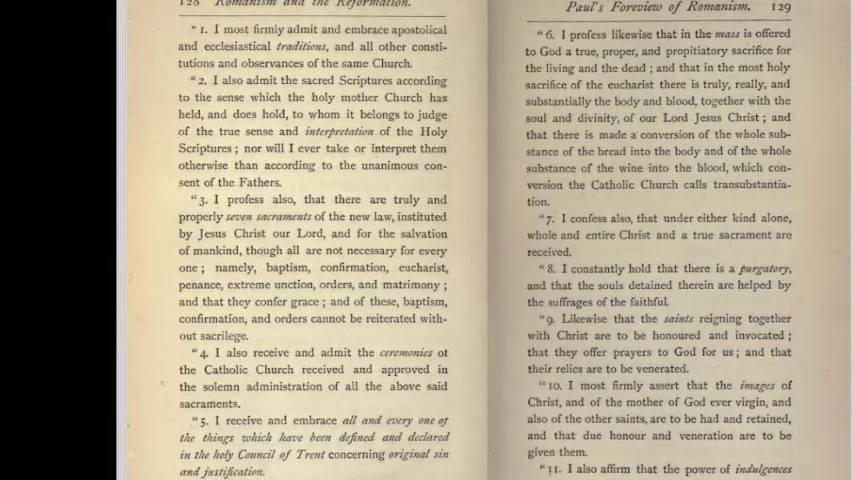 128 Romanism and the Reformation.
"1. I most firmly admit and embrace apostolical
and ecclesiastical traditions, and all other consti-
tutions and observances of the same Church.
"2. I also admit the sacred Scriptures according
to the sense which the holy mother Church has
held, and does hold, to whom it belongs to judge
of the true sense and interpretation of the Holy
Scriptures ; nor will I ever take or interpret them
otherwise than according to the unanimous con-
sent of the Fathers.
"3. I profess also, that there are truly and
properly seven sacraments of the new law, instituted
by Jesus Christ our Lord, and for the salvation
of mankind, though all are not necessary for every
one ; namely, baptism, confirmation, eucharist,
penance, extreme unction, orders, and matrimony ;
and that they confer grace ; and of these, baptism,
confirmation, and orders cannot be reiterated with-
out sacrilege.
"4. I also receive and admit the ceremonies of
the Catholic Church received and approved in
the solemn administration of all the above said
sacraments.
"5. I receive and embrace all and every one of
the things which have been defined and declared
in the holy Council of Trent concerning original sin
and justification.
Paul's Foreview of Romanism. 129
"6. I profess likewise that in the mass is offered
to God a true, proper, and propitiatory sacrifice for
the living and the dead ; and that in the most holy
sacrifice of the eucharist there is truly, really, and
substantially the body and blood, together with the
soul and divinity, of our Lord Jesus Christ ; and
that there is made a conversion of the whole sub-
stance of the bread into the body and of the whole
substance of the wine into the blood, which con-
version the Catholic Church calls transubstantia-
tion.
"7. I confess also, that under either kind alone,
whole and entire Christ and a true sacrament are
received.
"8. I constantly hold that there is a purgatory,
and that the souls detained therein are helped by
the suffrages of the faithful.
"9. Likewise that the saints reigning together
with Christ are to be honoured and invocated ;
that they offer prayers to God for us ; and that
their relics are to be venerated.
"10. I most firmly assert that the images of
Christ, and of the mother of God ever virgin, and
also of the other saints, are to be had and retained,
and that due honour and veneration are to be
given them.
"11. I also affirm that the power of indulgences